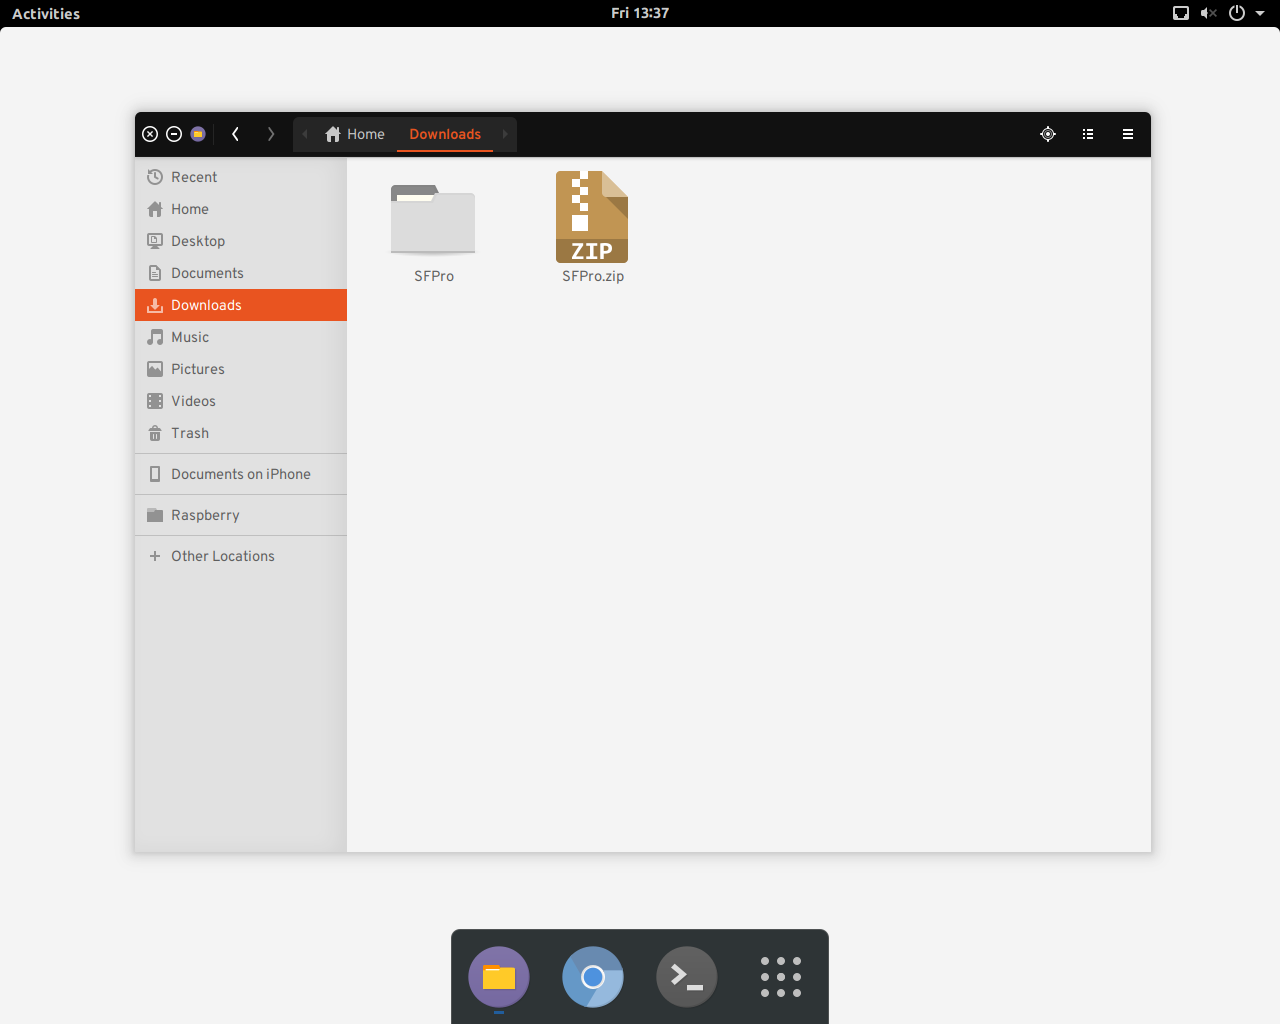 Activities
Fri 13:37
Home
Downloads
Recent
Home
Desktop
Documents
Downloads
Music
Pictures
Videos
Trash
Documents on iPhone
Raspberry
Other Locations
ZIP
SFPro
SFPro.zip